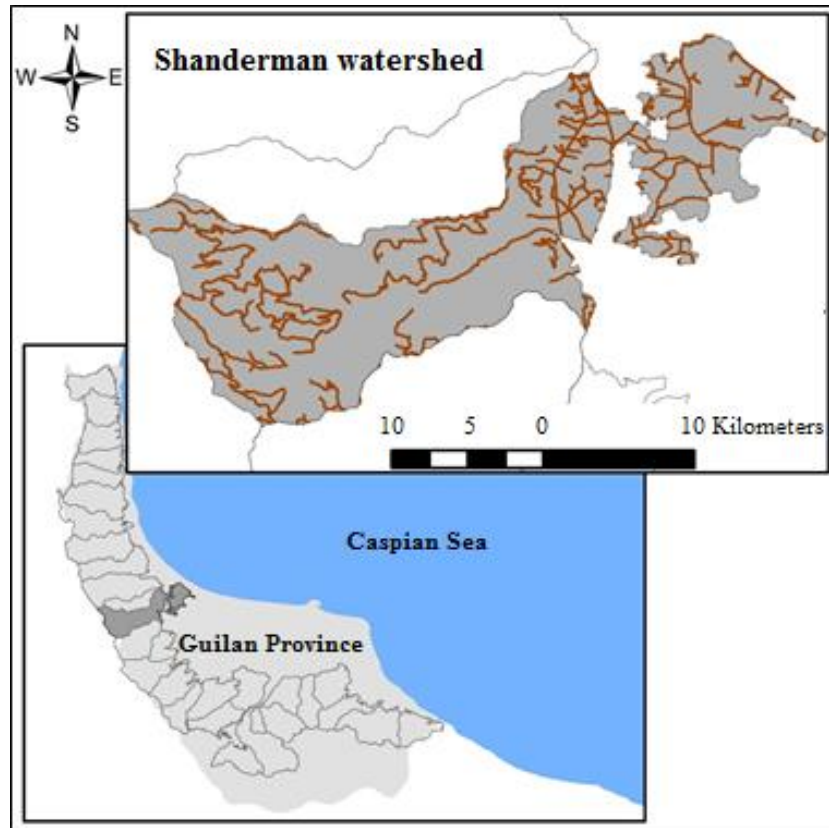 N
Shanderman watershed
W E
S
10 5 0 10 Kilometers
Caspian Sea
Guilan Province